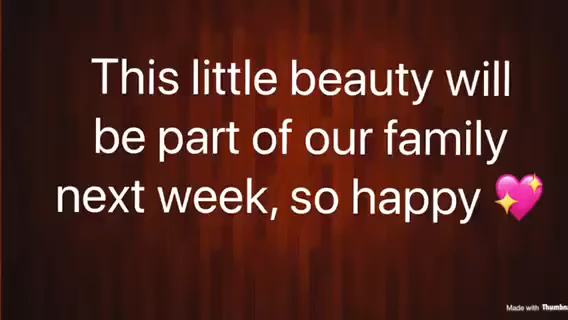 This little beauty will
be part of our family
next week, so happy 💖
Made with